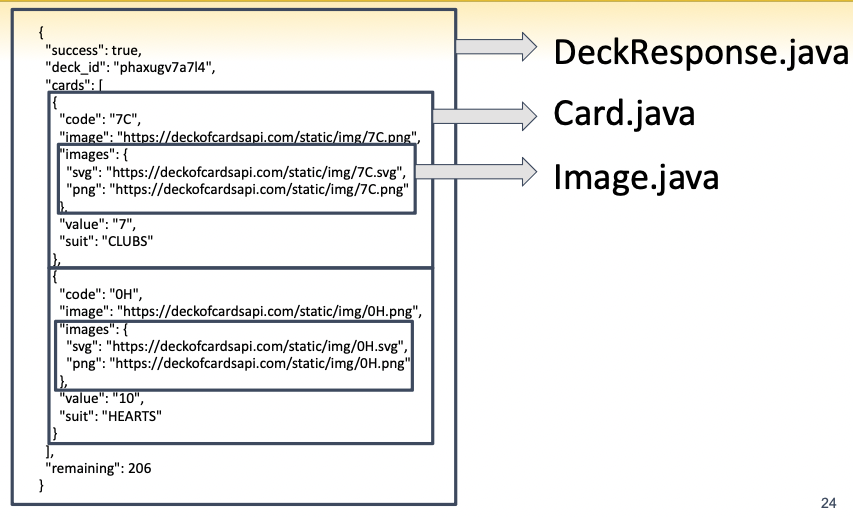 {
"success": true,
"deck_id": "phaxugv7a7l4",
"cards": [
{
"code": "7C",
"image": "https://deckofcardsapi.com/static/img/7C.png",
"images": {
"svg": "https://deckofcardsapi.com/static/img/7C.svg",
"png": "https://deckofcardsapi.com/static/img/7C.png"
},
"value": "7",
"suit": "CLUBS"
},
{
"code": "0H",
"image": "https://deckofcardsapi.com/static/img/0H.png",
"images": {
"svg": "https://deckofcardsapi.com/static/img/0H.svg",
"png": "https://deckofcardsapi.com/static/img/0H.png"
},
"value": "10",
"suit": "HEARTS"
}
],
"remaining": 206
}
DeckResponse.java
Card.java
Image.java
24